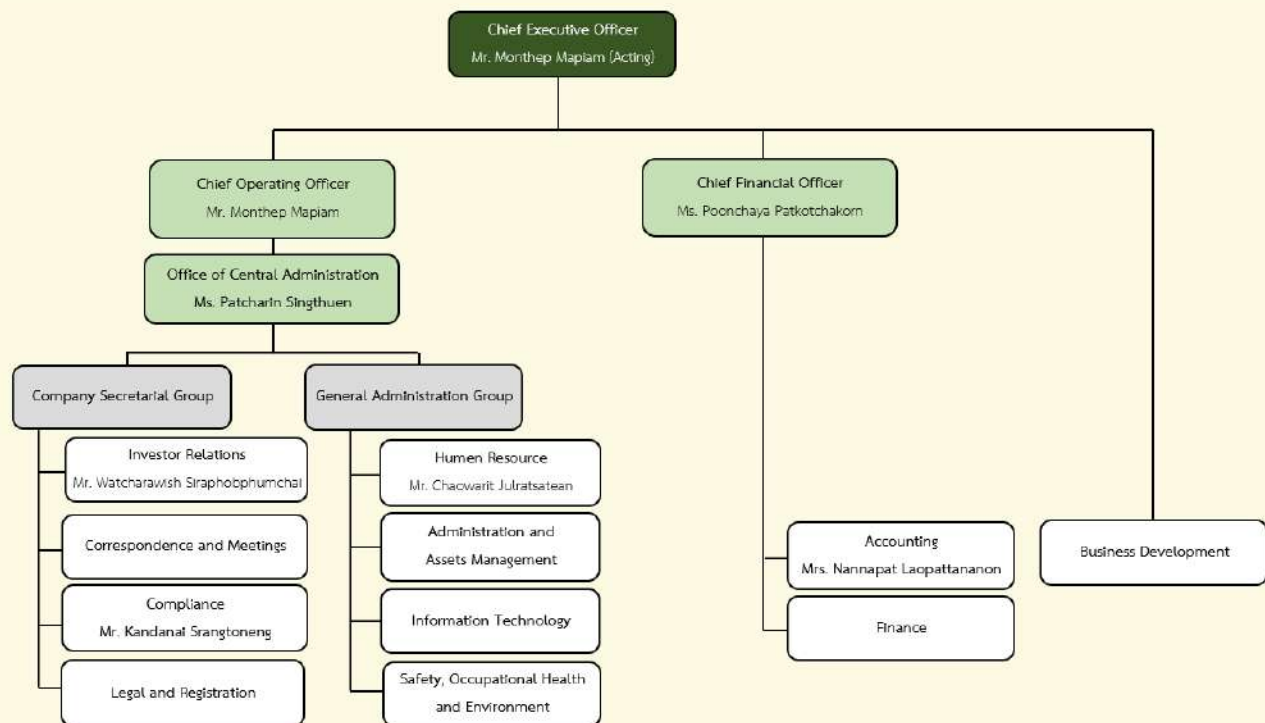 Chief Executive Officer
Mr. Monthep Mapiam (Acting)
Chief Operating Officer
Mr. Monthep Mapiam
Chief Financial Officer
Ms. Poonchaya Patkotchakorn
Office of Central Administration
Ms. Patcharin Singthuen
Company Secretarial Group
General Administration Group
Investor Relations
Mr. Watcharawish Siraphobphumchai
Correspondence and Meetings
Compliance
Mr. Kandanai Srangtoneng
Legal and Registration
Humen Resource
Mr. Chaowarit Julratsatean
Administration and
Assets Management
Information Technology
Safety, Occupational Health
and Environment
Accounting
Mrs. Nannapat Laopattananon
Finance
Business Development